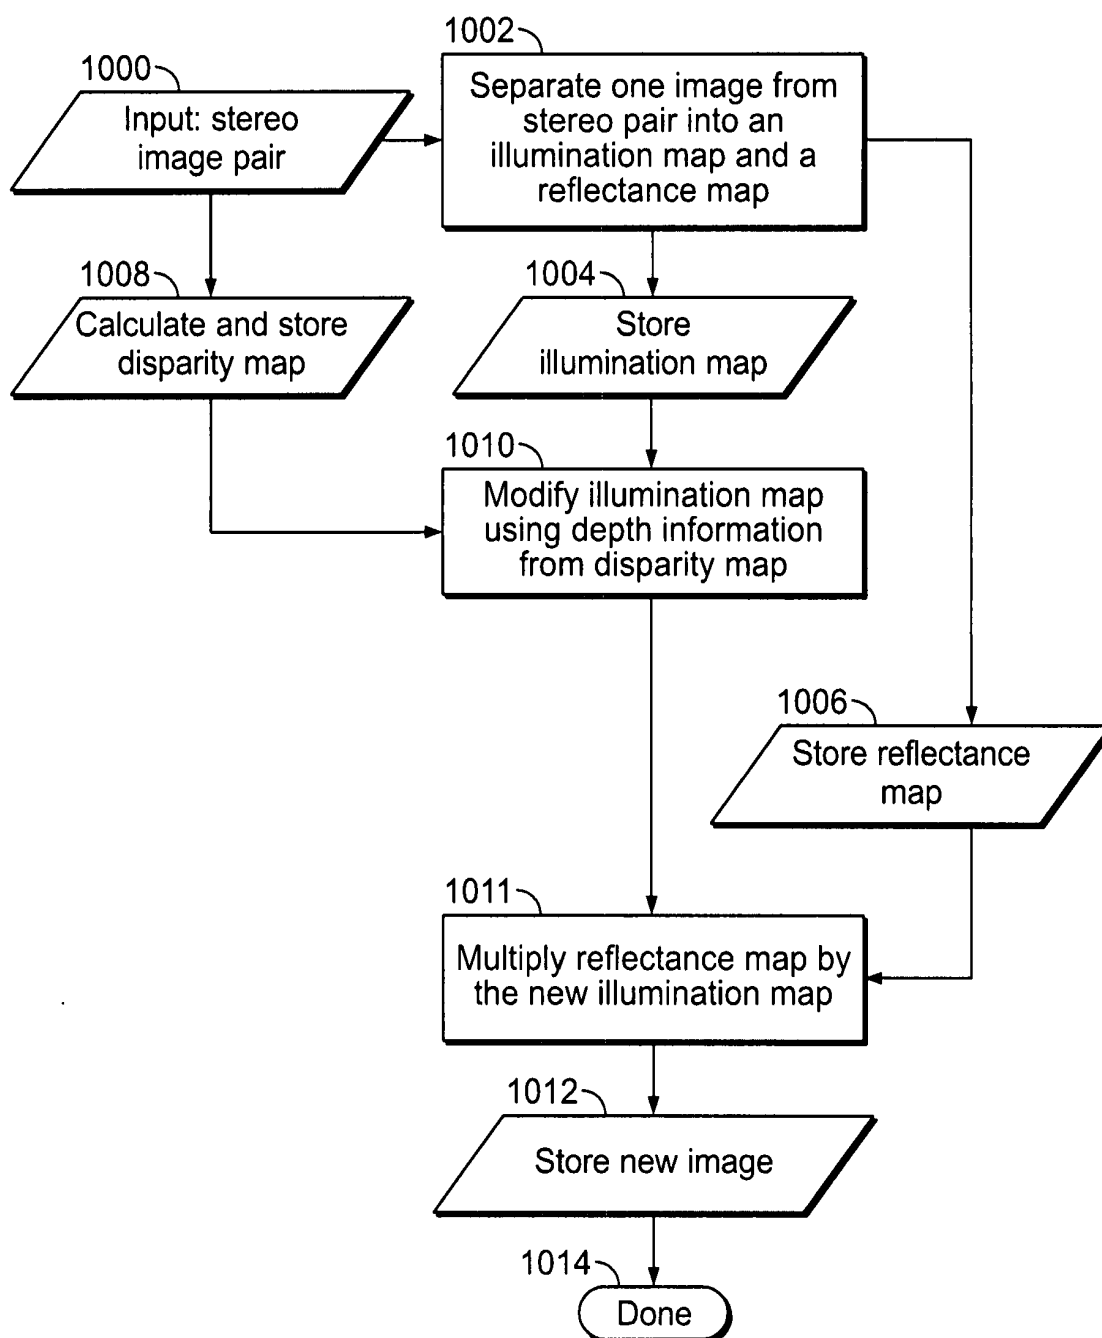 1000
Input: stereo
image pair
1002
Separate one image from
stereo pair into an
illumination map and a
reflectance map
1008
Calculate and store
disparity map
1004
Store
illumination map
1010
Modify illumination map
using depth information
from disparity map
1006
Store reflectance
map
1011
Multiply reflectance map by
the new illumination map
1012
Store new image
1014
Done